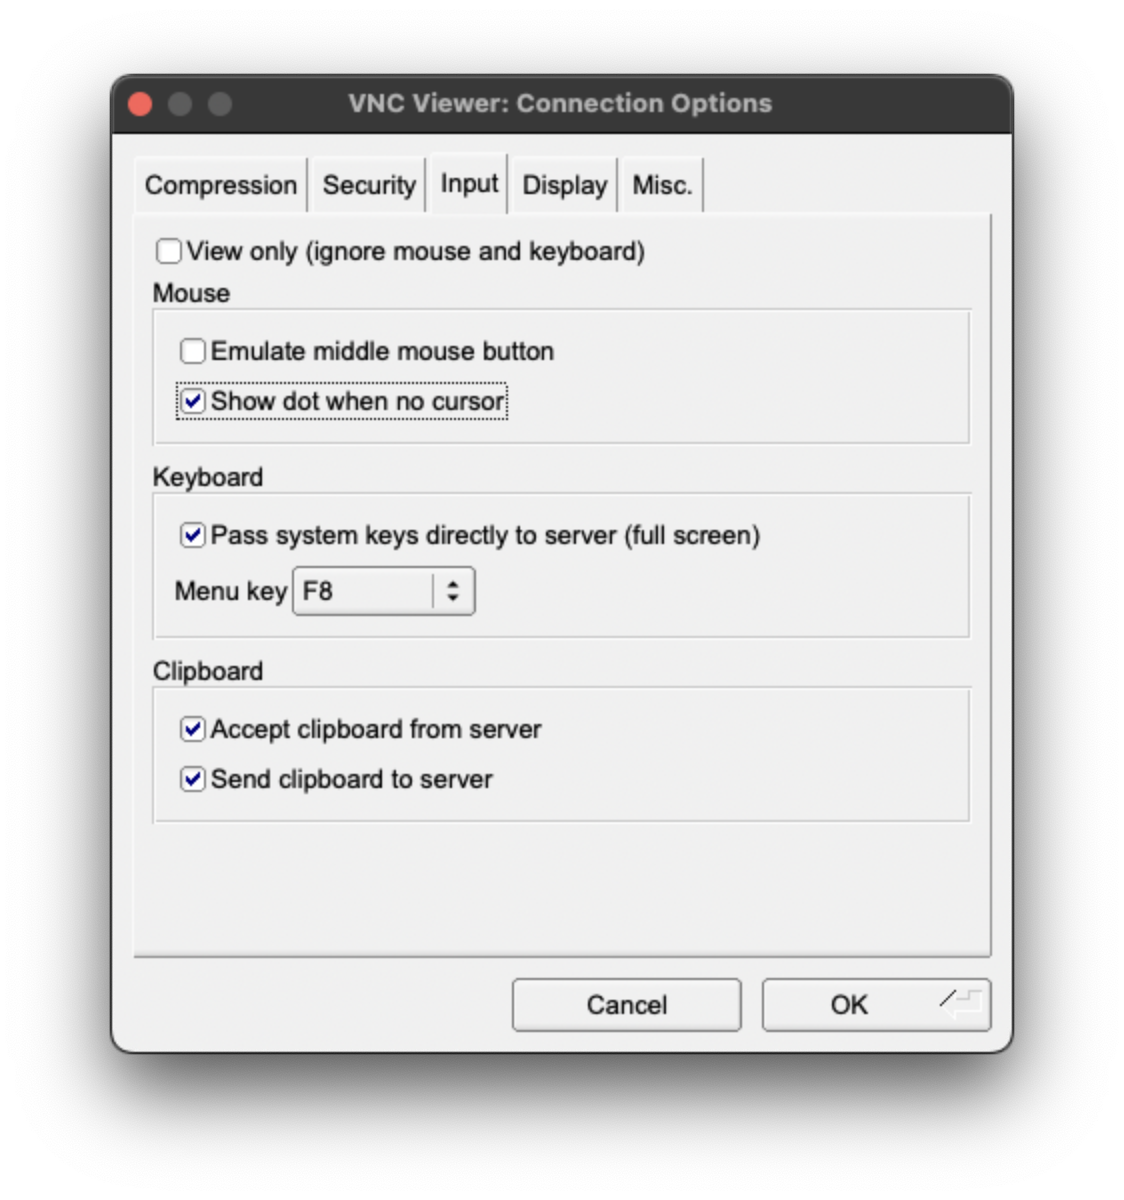 VNC Viewer: Connection Options
Compression Security Input Display Misc.
View only (ignore mouse and keyboard)
Mouse
Emulate middle mouse button
Show dot when no cursor
Keyboard
Pass system keys directly to server (full screen)
Menu key F8
Clipboard
Accept clipboard from server
Send clipboard to server
Cancel OK